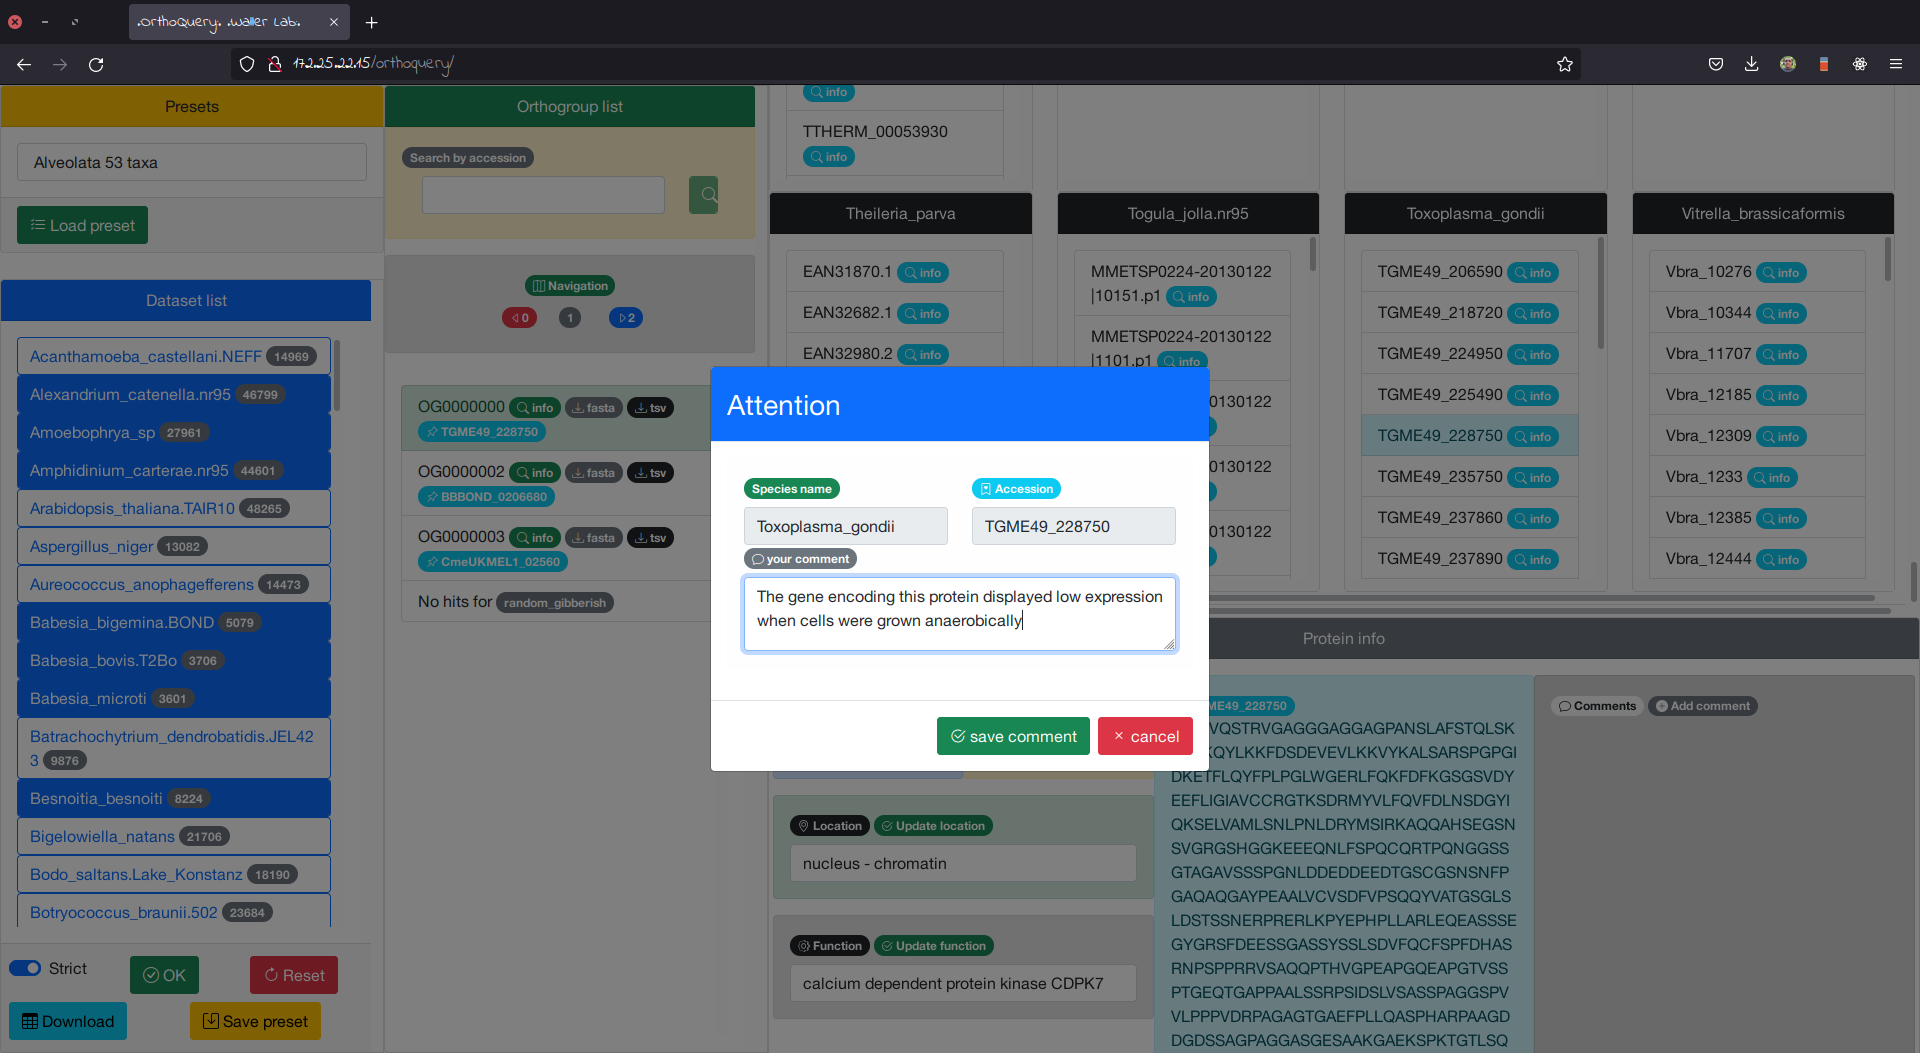 .OrthoQuery. .Waller Lab.
172.25.22.15/orthoquery/
Presets
Alveolata 53 taxa
Load preset
Dataset list
Acanthamoeba_castellani.NEFF 14969
Alexandrium_catenella.nr95 46799
Amoebophrya_sp 27961
Amphidinium_carterae.nr95 44601
Arabidopsis_thaliana.TAIR10 48265
Aspergillus_niger 13082
Aureococcus_anophagefferens 14473
Babesia_bigemina.BOND 5079
Babesia_bovis.T2Bo 3706
Babesia_microti 3601
Batrachochytrium_dendrobatidis.JEL42
3 9876
Besnoitia_besnoiti 8224
Bigelowiella_natans 21706
Bodo_saltans.Lake_Konstanz 18190
Botryococcus_braunii.502 23684
Strict
OK
Reset
Download
Save preset
Orthogroup list
Search by accession
Navigation
0 1 2
OG0000000 info fasta tsv
TGME49_228750
OG0000002 info fasta tsv
BBBOND_0206680
OG0000003 info fasta tsv
CmeUKMEL1_02560
No hits for random_gibberish
info
TTHERM_00053930
info
Theileria_parva
EAN31870.1 info
EAN32682.1 info
EAN32980.2 info
Togula_jolla.nr95
MMETSP0224-20130122
|10151.p1 info
MMETSP0224-20130122
|1101.p1 info
0130122
0130122
0130122
Toxoplasma_gondii
TGME49_206590 info
TGME49_218720 info
TGME49_224950 info
TGME49_225490 info
TGME49_228750 info
TGME49_235750 info
TGME49_237860 info
TGME49_237890 info
Vitrella_brassicaformis
Vbra_10276 info
Vbra_10344 info
Vbra_11707 info
Vbra_12185 info
Vbra_12309 info
Vbra_1233 info
Vbra_12385 info
Vbra_12444 info
Attention
Species name
Toxoplasma_gondii
Accession
TGME49_228750
your comment
The gene encoding this protein displayed low expression
when cells were grown anaerobically
save comment
cancel
Protein info
Location Update location
nucleus - chromatin
Function Update function
calcium dependent protein kinase CDPK7
ME49_228750
VQSTRVGAGGGAGGAGPANSLAFSTQLSK
KQYLKKFDSDEVEVLKKVYKALSARSPGPGI
DKETFLQYFPLPGLWGERLFQKFDFKGSGSVDY
EEFLIGIAVCCRGTKSDRMYVLFQVFDLNSDGYI
QKSELVAMLSNLPNLDRYMSIRKAQQAHSEGSN
SVGRGSHGGKEEEQNLFSPQCQRTPQNGGSS
GTAGAVSSSPGNLDDEDDEEDTGSCGSNSNFP
GAQAQGAYPEAALVCVSDFVPSQQYVATGSGLS
LDSTSSNERPRERLKPYEPHPLLARLEQEASSSE
GYGRSFDEESSGASSYSSLSDVFQCFSPFDHAS
RNPSPPRRVSAQQPTHVGPEAPGQEAPGTVSS
PTGEQTGAPPAALSSRPSIDSLVSASSPAGGSPV
VLPPPVDRPAGAGTGAEFPLLQASPHARPAAGD
DGDSSAGPAGGASGESAAKGAEKSPKTGTLSQ
Comments Add comment